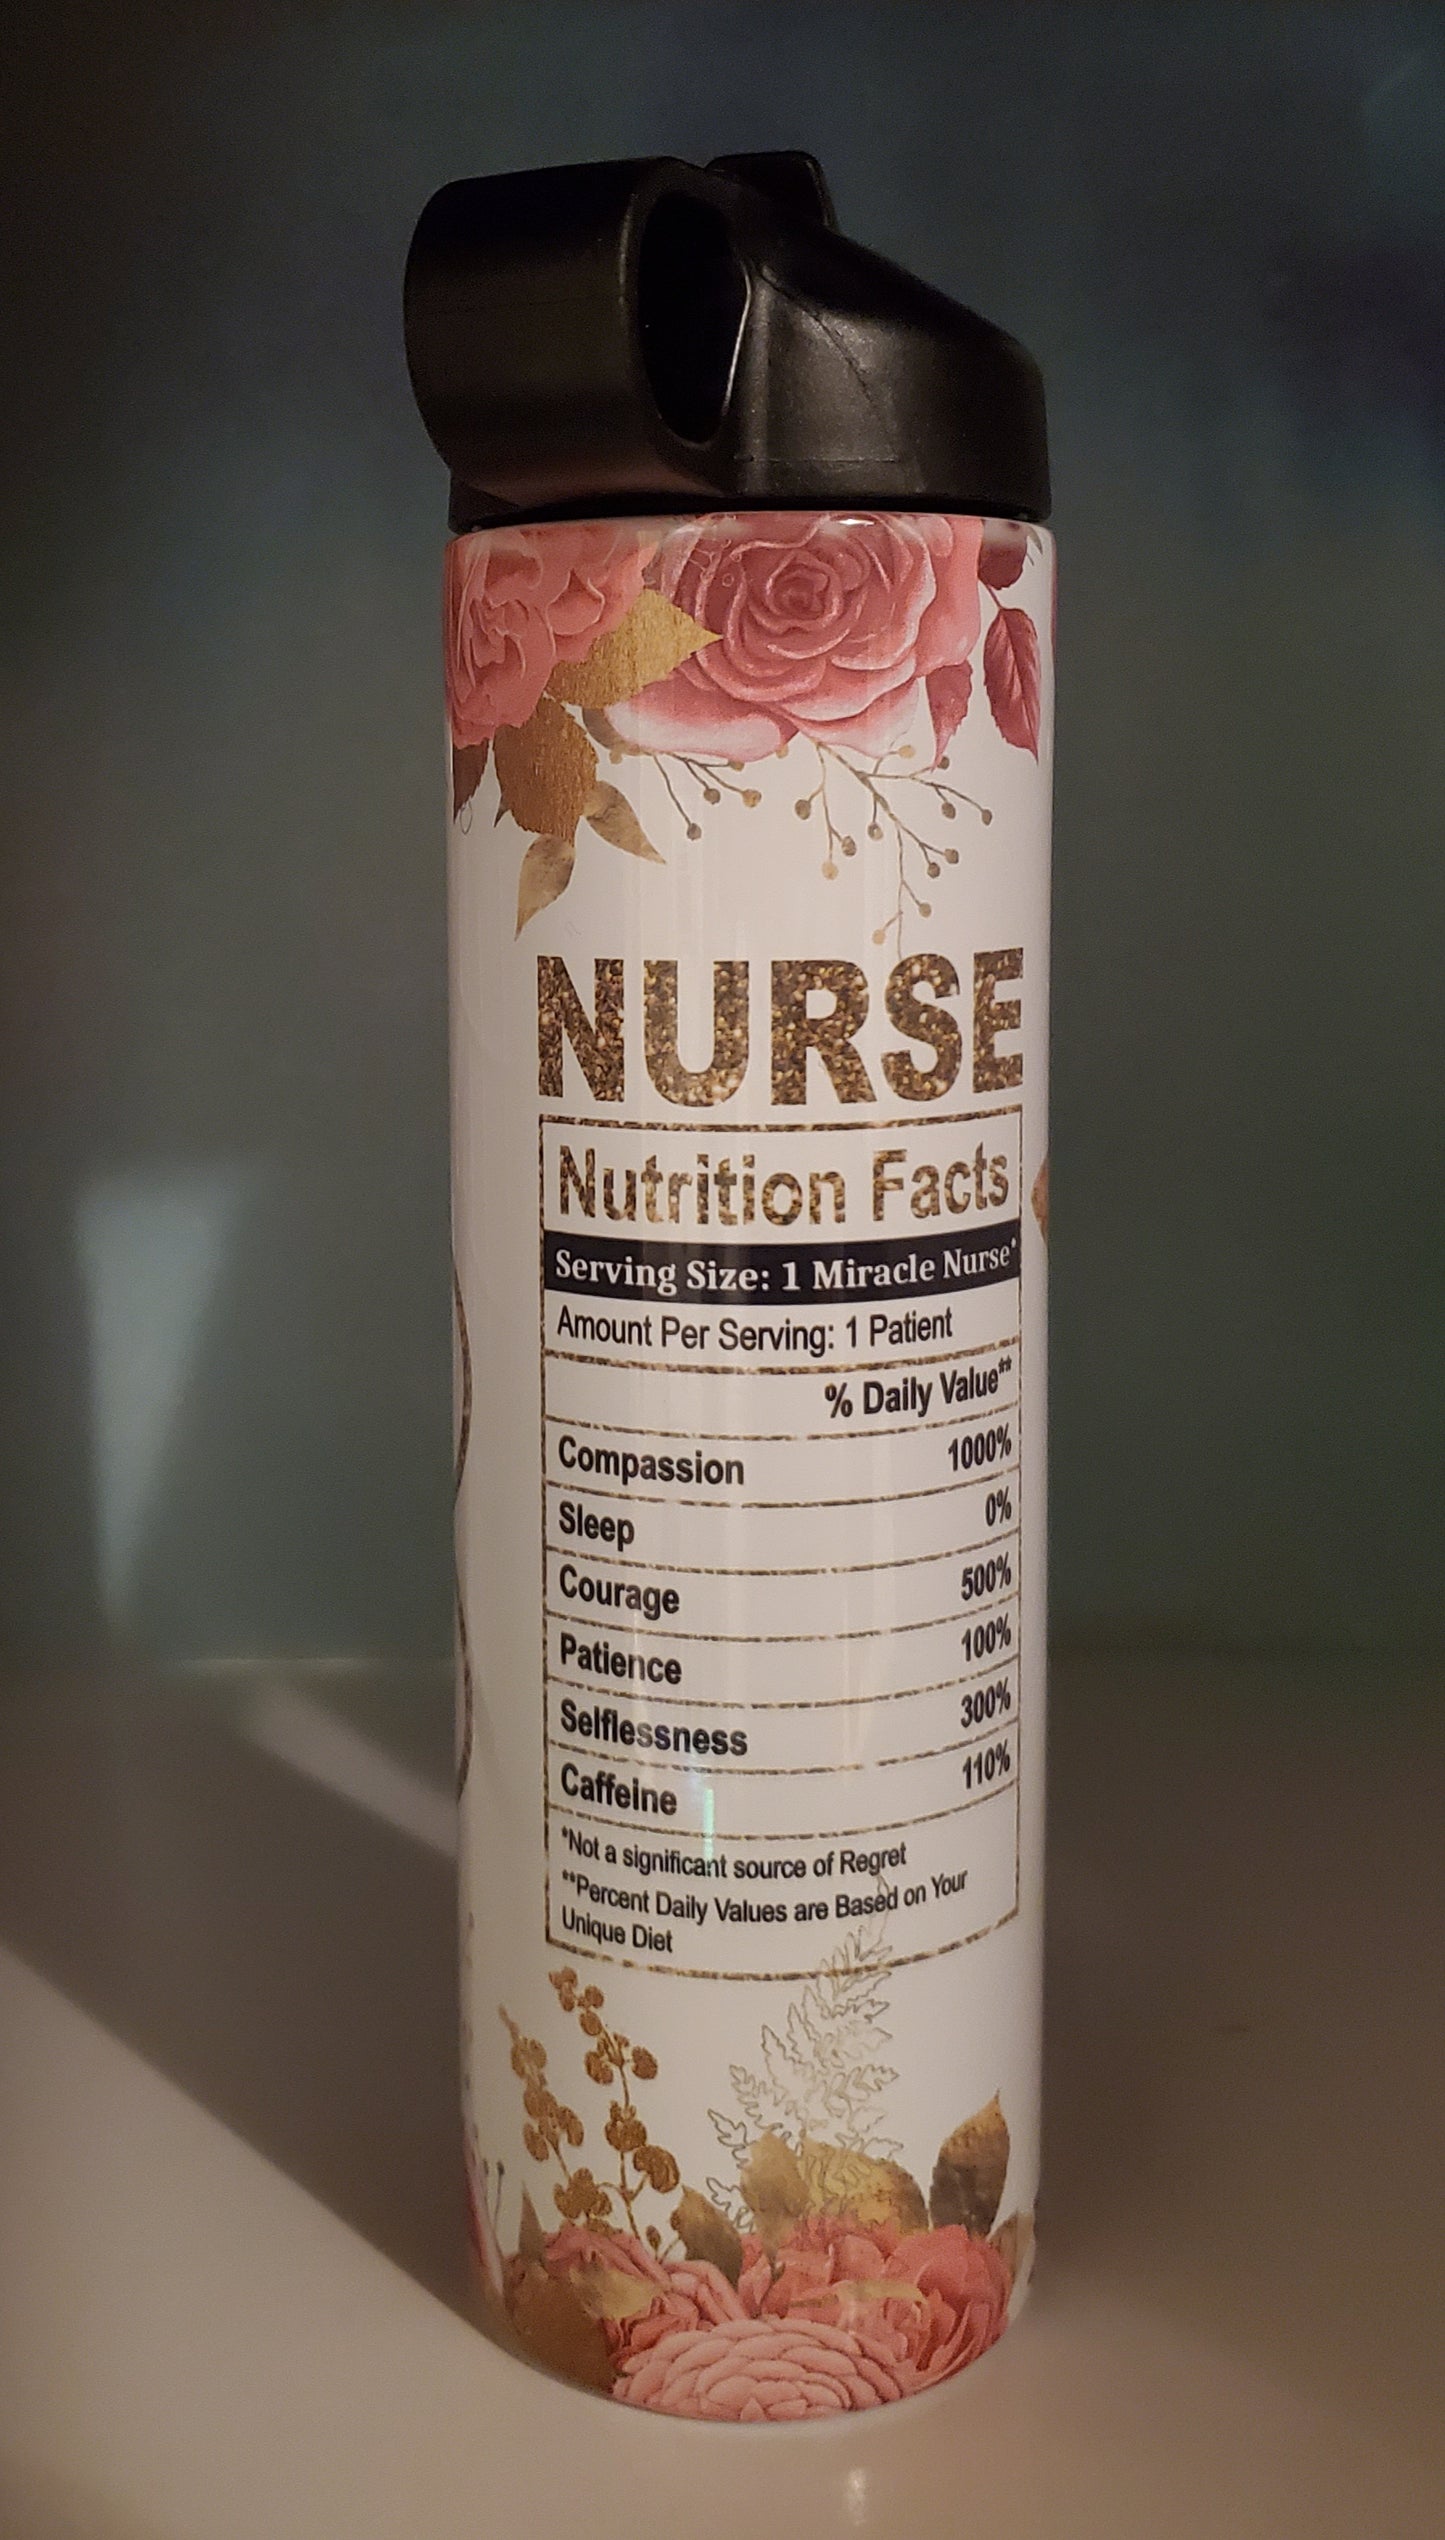 NURSE
Nutrition Facts
Serving Size: 1 Miracle Nurse*
Amount Per Serving: 1 Patient
% Daily Value**
Compassion 1000%
Sleep 0%
Courage 500%
Patience 100%
Selflessness 300%
Caffeine 110%
*Not a significant source of Regret
**Percent Daily Values are Based on Your
Unique Diet